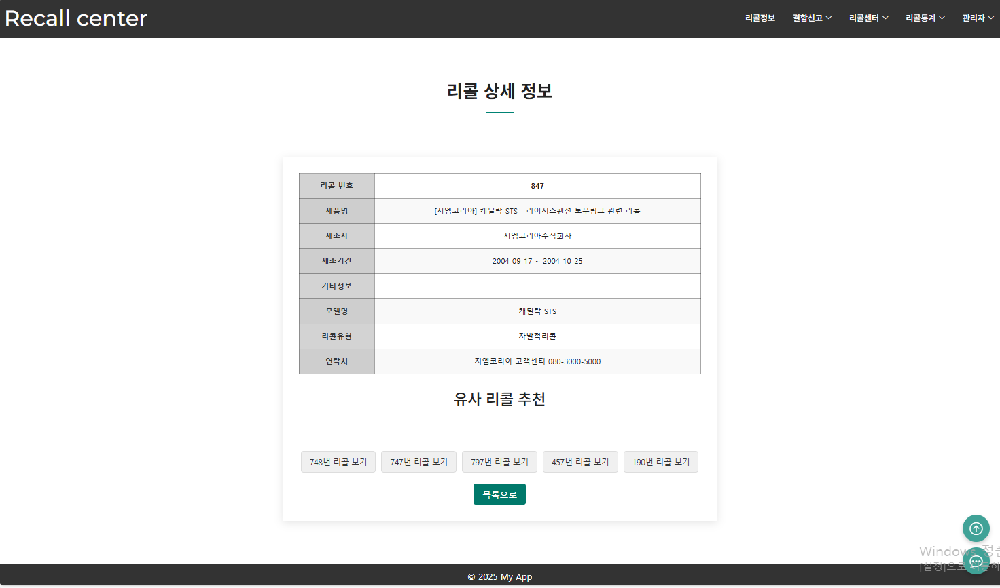 Recall center
리콜정보 결함신고 리콜센터 리콜통계 관리자
리콜 상세 정보
리콜 번호 847
제품명 [지엠코리아] 캐딜락 STS - 리어서스펜션 토우링크 관련 리콜
제조사 지엠코리아주식회사
제조기간 2004-09-17 ~ 2004-10-25
기타정보
모델명 캐딜락 STS
리콜유형 자발적리콜
연락처 지엠코리아 고객센터 080-3000-5000
유사 리콜 추천
748번 리콜 보기 747번 리콜 보기 797번 리콜 보기 457번 리콜 보기 190번 리콜 보기
목록으로
Windows 정품
[설정]으로
© 2025 My App